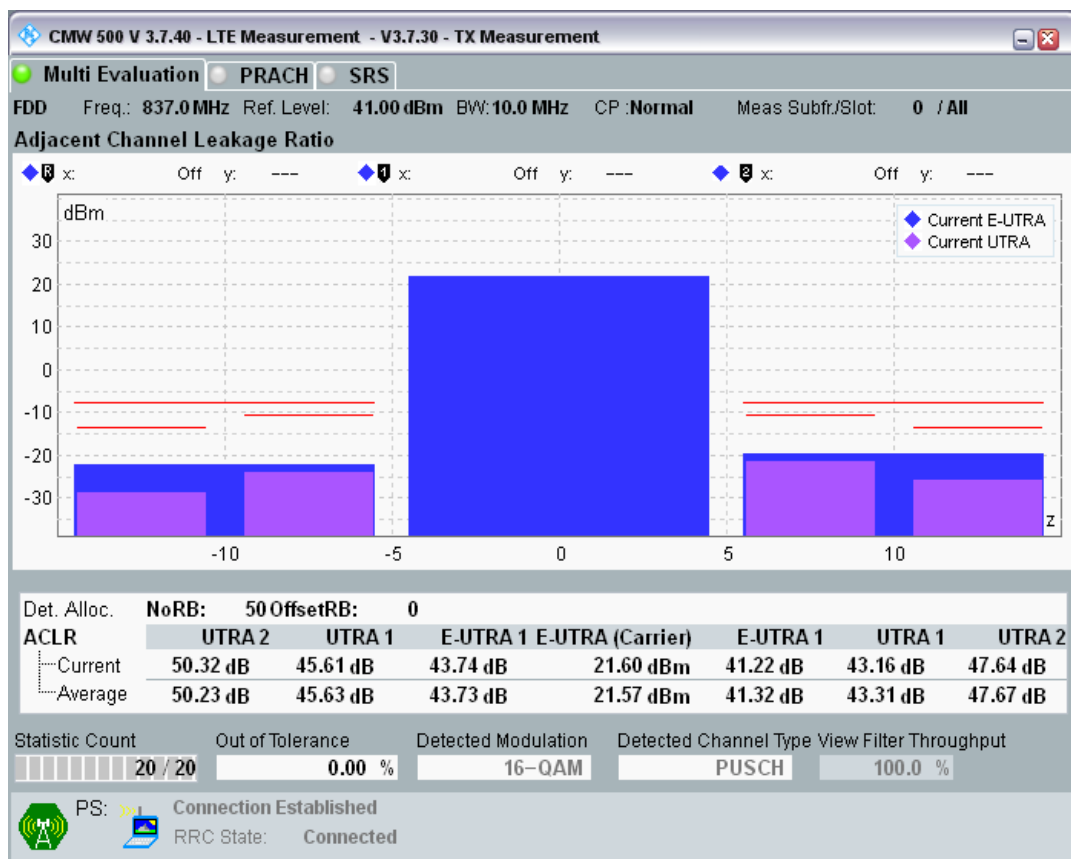 CMW 500 V 3.7.40 - LTE Measurement - V3.7.30 - TX Measurement
Multi Evaluation PRACH SRS
FDD Freq.: 837.0 MHz Ref. Level: 41.00 dBm BW: 10.0 MHz CP :Normal Meas Subfr./Slot: 0 / All
Adjacent Channel Leakage Ratio
R x: Off y: --- 1 x: Off y: --- 2 x: Off y: ---
dBm
Current E-UTRA
Current UTRA
30
20
10
0
-10
-20
-30
z
-10 -5 0 5 10
Det. Alloc. NoRB: 50 OffsetRB: 0
ACLR UTRA 2 UTRA 1 E-UTRA 1 E-UTRA (Carrier) E-UTRA 1 UTRA 1 UTRA 2
Current 50.32 dB 45.61 dB 43.74 dB 21.60 dBm 41.22 dB 43.16 dB 47.64 dB
Average 50.23 dB 45.63 dB 43.73 dB 21.57 dBm 41.32 dB 43.31 dB 47.67 dB
Statistic Count Out of Tolerance Detected Modulation Detected Channel Type View Filter Throughput
20 / 20 0.00 % 16-QAM PUSCH 100.0 %
PS: Connection Established
RRC State: Connected